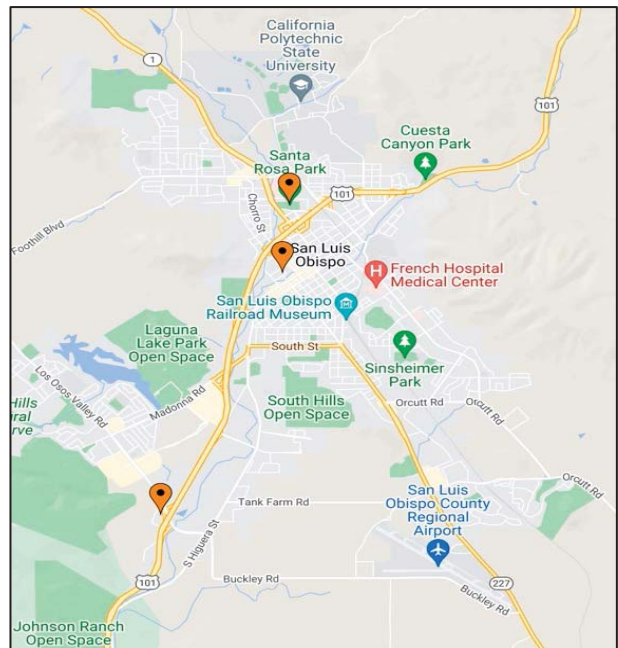 California
Polytechnic
State
University
1
101
Cuesta
Canyon Park
Santa
Rosa Park
101
Chorro St
Foothill Blvd
San Luis
Obispo
French Hospital
Medical Center
H
San Luis Obispo
Railroad Museum
Laguna
Lake Park
Open Space
South St
Sinsheimer
Park
Los Osos Valley Rd
Madonna Rd
South Hills
Open Space
Orcutt Rd
Orcutt Rd
Hills
ural
rve
Orcutt Rd
Tank Farm Rd
San Luis
Obispo County
Regional
Airport
S Higuera St
101
Buckley Rd
227
Buckley Rd
Johnson Ranch
Open Space